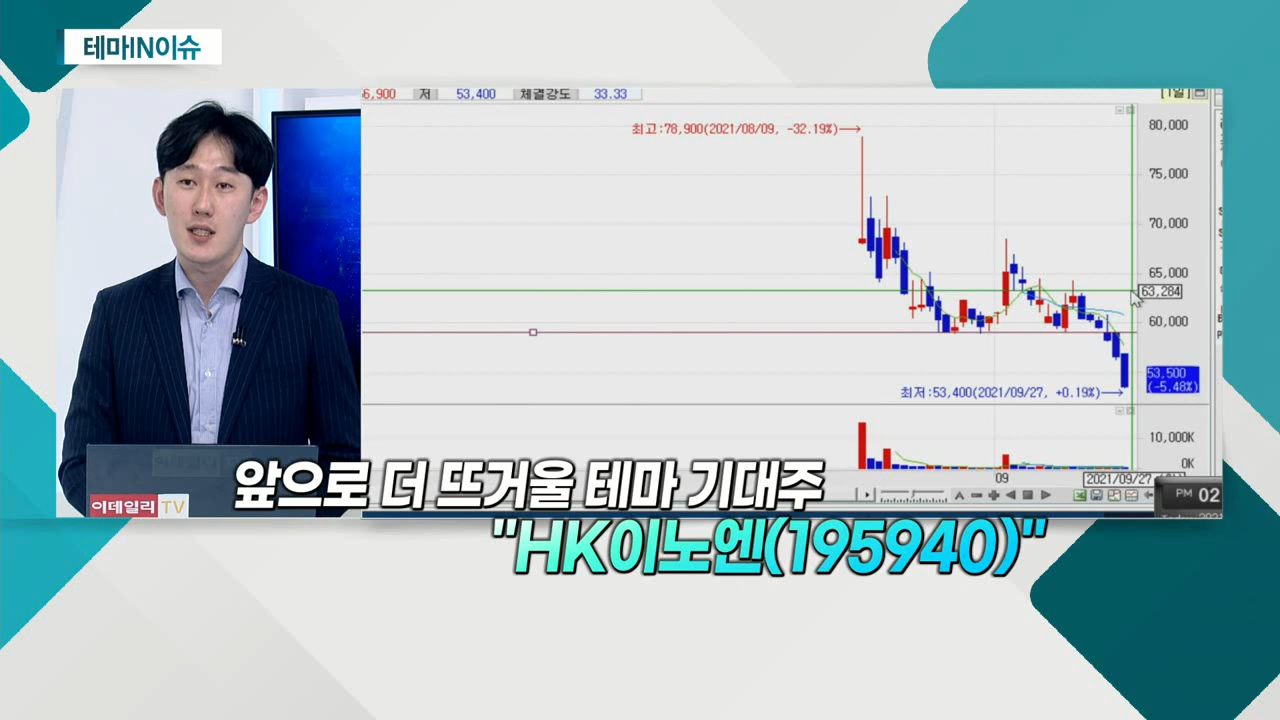 테마IN이슈
6,900 저 53,400 체결강도 33.33 [1일]
최고:78,900(2021/08/09, -32.19%)→
80,000
75,000
70,000
65,000
63,284
60,000
53,500
(-5.48%)
최저:53,400(2021/09/27, +0.19%)→
10,000K
0K
09
2021/09/27
PM 02
이데일리TV
앞으로 더 뜨거울 테마 기대주
"HK이노엔(195940)"